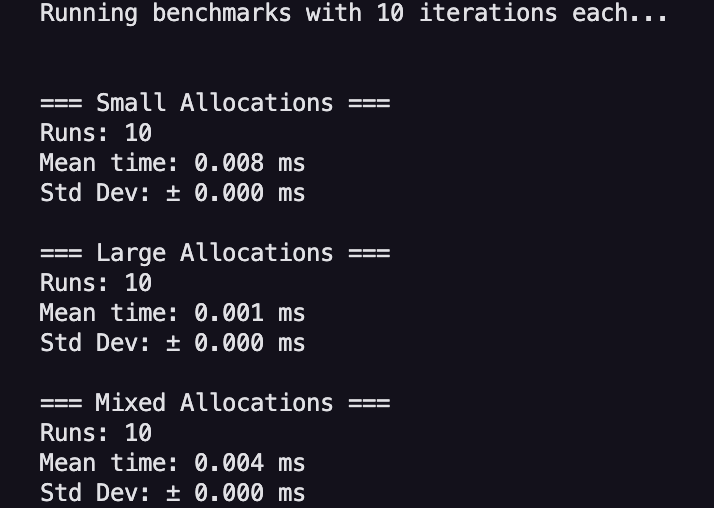 Running benchmarks with 10 iterations each...
=== Small Allocations ===
Runs: 10
Mean time: 0.008 ms
Std Dev: ± 0.000 ms
=== Large Allocations ===
Runs: 10
Mean time: 0.001 ms
Std Dev: ± 0.000 ms
=== Mixed Allocations ===
Runs: 10
Mean time: 0.004 ms
Std Dev: ± 0.000 ms